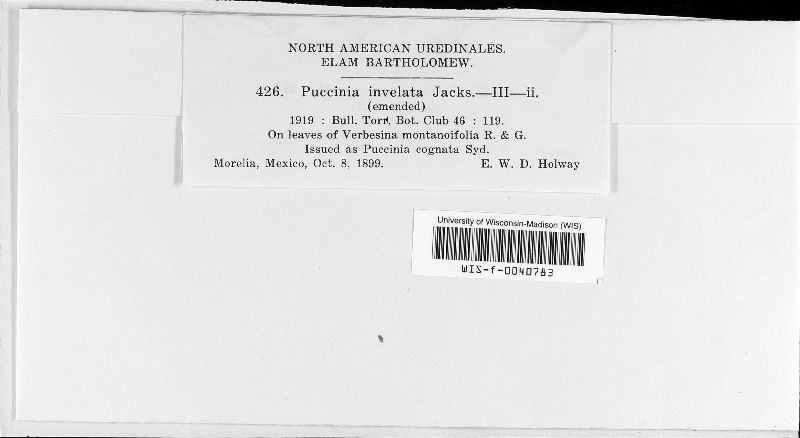 NORTH AMERICAN UREDINALES.
ELAM BARTHOLOMEW.
426. Puccinia invelata Jacks.—III—ii.
(emended)
1919 : Bull. Torr. Bot. Club 46 : 119.
On leaves of Verbesina montanoifolia R. & G.
Issued as Puccinia cognata Syd.
Morelia, Mexico, Oct. 8, 1899. E. W. D. Holway
University of Wisconsin-Madison (WIS)
WIS-f-0040783